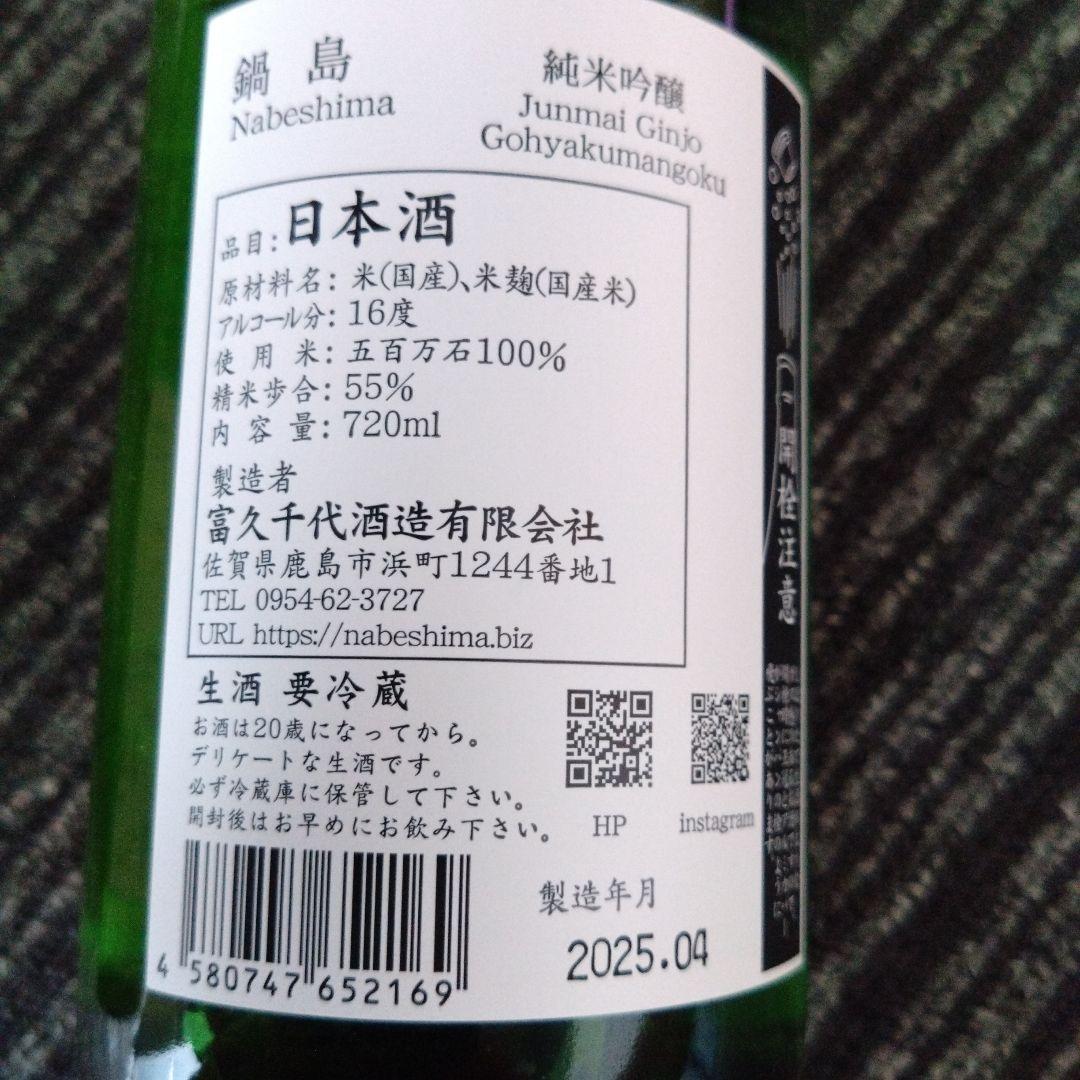 鍋島
Nabeshima
純米吟醸
Junmai Ginjo
Gohyakumangoku
品目:日本酒
原材料名:米(国産)、米麹(国産米)
アルコール分:16度
使用米:五百万石100%
精米歩合:55%
内容量:720ml
製造者
富久千代酒造有限会社
佐賀県鹿島市浜町1244番地1
TEL 0954-62-3727
URL https://nabeshima.biz
生酒 要冷蔵
お酒は20歳になってから。
デリケートな生酒です。
必ず冷蔵庫に保管して下さい。
開封後はお早めにお飲み下さい。
HP
instagram
製造年月
2025.04
4 580747 652169
開栓注意